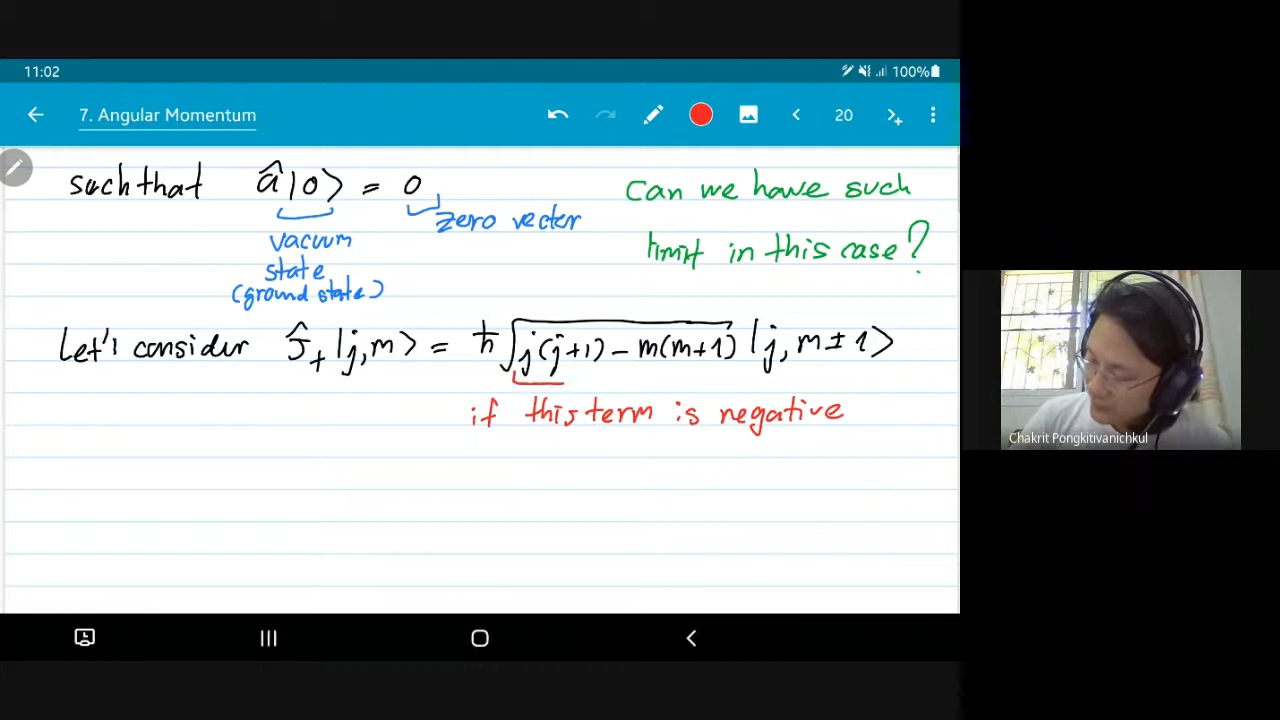 11:02
100%
7. Angular Momentum
20
such that â|0⟩ = 0
zero vector
vacuum
state
(ground state)
Can we have such
limit in this case?
Let's consider Ĵ₊|j,m⟩ = ℏ√(j(j+1) - m(m+1)) |j, m ± 1⟩
if this term is negative
Chakrit Pongkitivanichkul